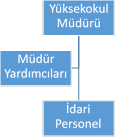 Yüksekokul
Müdürü
Müdür
Yardımcıları
İdari
Personel